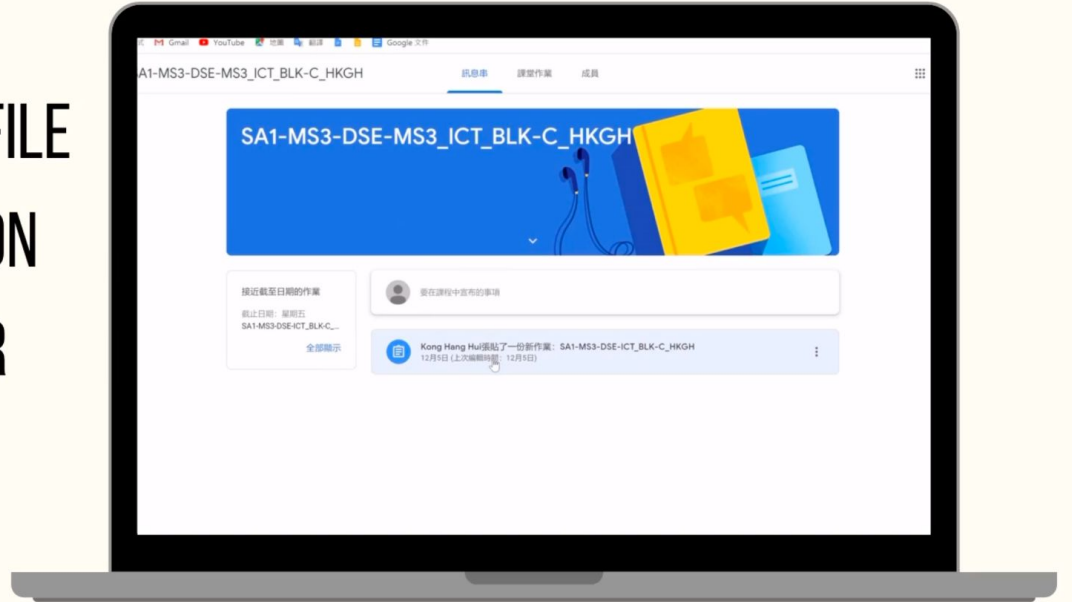 FILE
ON
R
M Gmail YouTube 地圖 翻譯 Google 文件
A1-MS3-DSE-MS3_ICT_BLK-C_HKGH 訊息串 課堂作業 成員
SA1-MS3-DSE-MS3_ICT_BLK-C_HKGH
接近截至日期的作業
截止日期：星期五
SA1-MS3-DSE-ICT_BLK-C_...
全部顯示
要在課程中宣布的事項
Kong Hang Hui張貼了一份新作業：SA1-MS3-DSE-ICT_BLK-C_HKGH
12月5日 (上次編輯時間：12月5日)